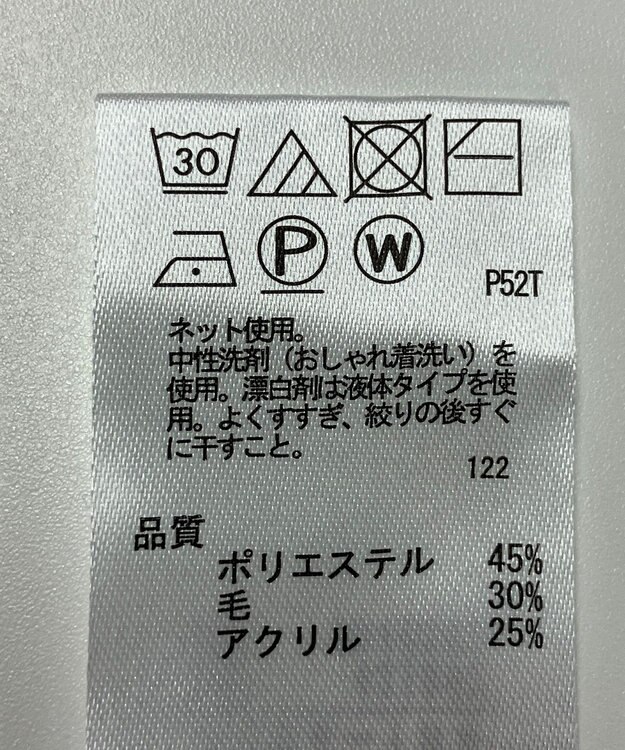 30
P W
P52T
ネット使用。
中性洗剤（おしゃれ着洗い）を
使用。漂白剤は液体タイプを使
用。よくすすぎ、絞りの後すぐ
に干すこと。
122
品質
ポリエステル 45%
毛 30%
アクリル 25%